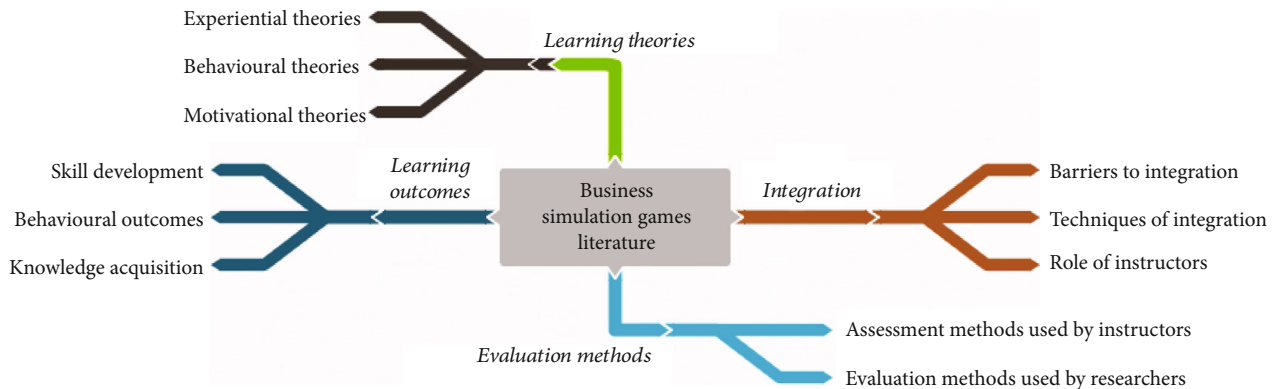 Experiential theories
Behavioural theories
Motivational theories
Learning theories
Skill development
Behavioural outcomes
Knowledge acquisition
Learning
outcomes
Business
simulation games
literature
Integration
Barriers to integration
Techniques of integration
Role of instructors
Evaluation methods
Assessment methods used by instructors
Evaluation methods used by researchers